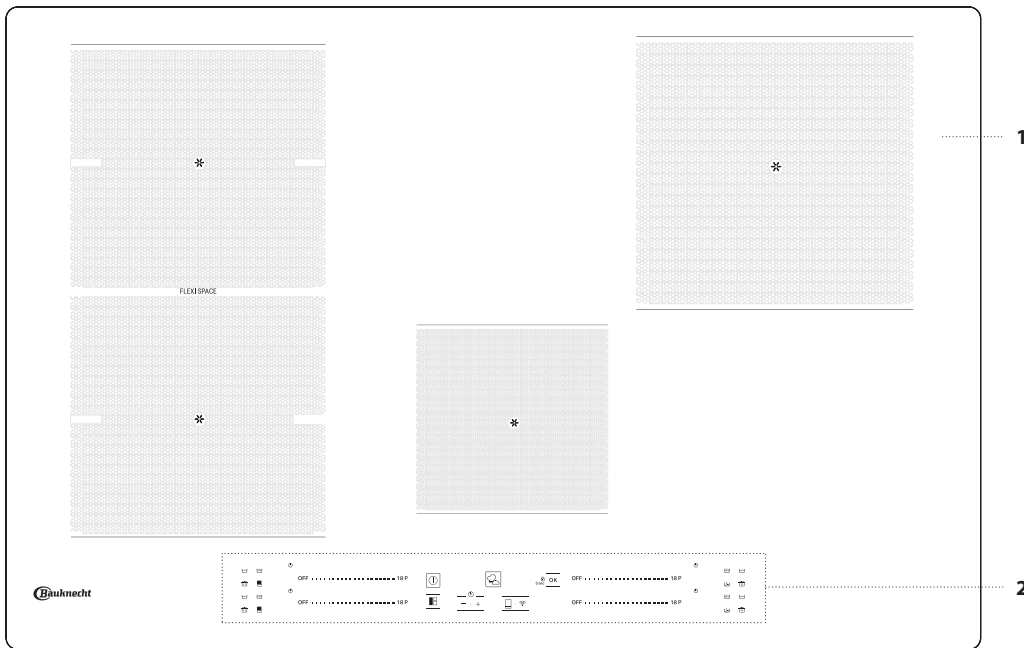 1
FLEXI SPACE
Bauknecht
OFF 18 P
OFF 18 P
OK
− +
OFF 18 P
OFF 18 P
2